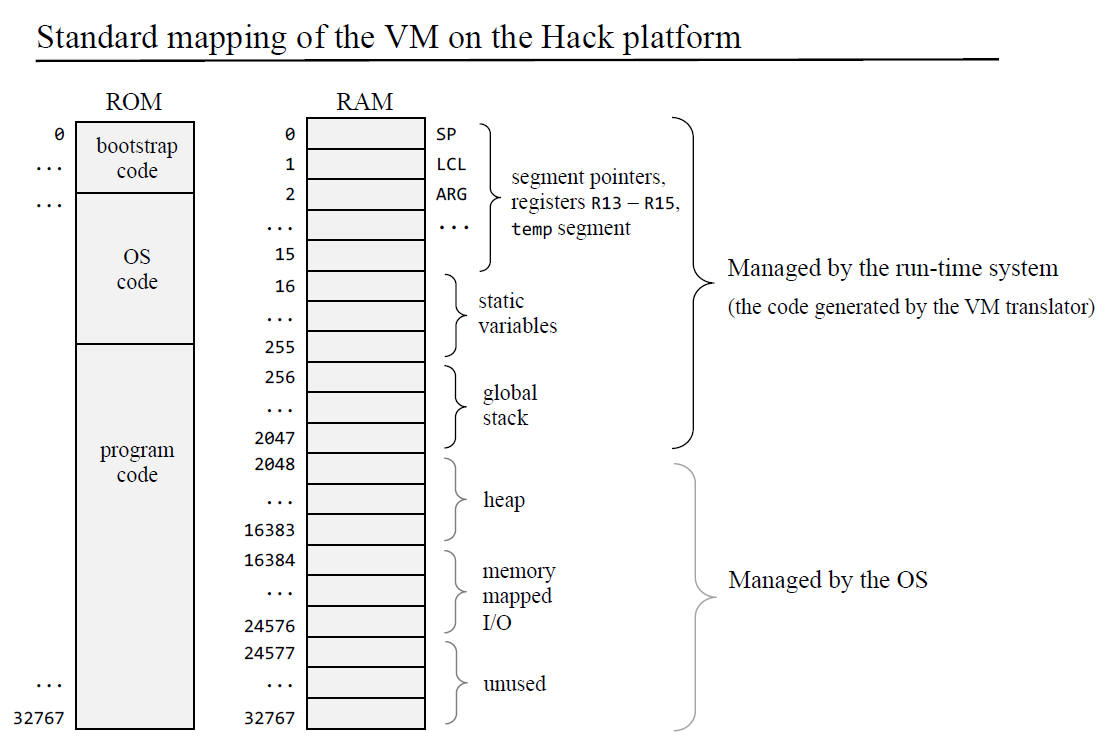 Standard mapping of the VM on the Hack platform
ROM
0
...
...
...
32767
bootstrap
code
OS
code
program
code
RAM
0
1
2
...
15
16
...
255
256
...
2047
2048
...
16383
16384
...
24576
24577
...
32767
SP
LCL
ARG
...
segment pointers,
registers R13 – R15,
temp segment
static
variables
global
stack
heap
memory
mapped
I/O
unused
Managed by the run-time system
(the code generated by the VM translator)
Managed by the OS